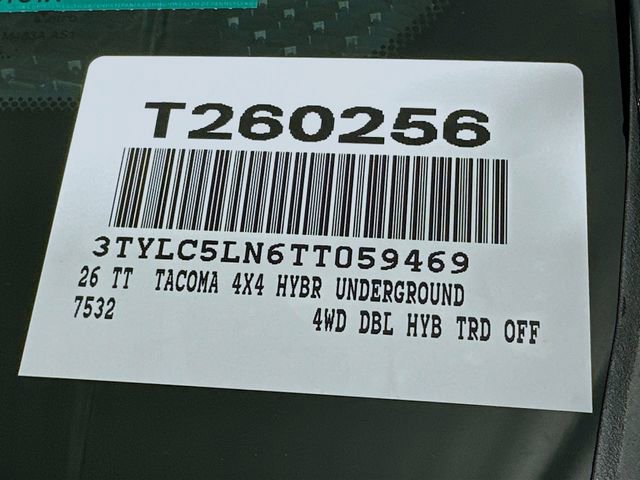 T260256
3TYLC5LN6TT059469
26 TT TACOMA 4X4 HYBR UNDERGROUND
7532 4WD DBL HYB TRD OFF